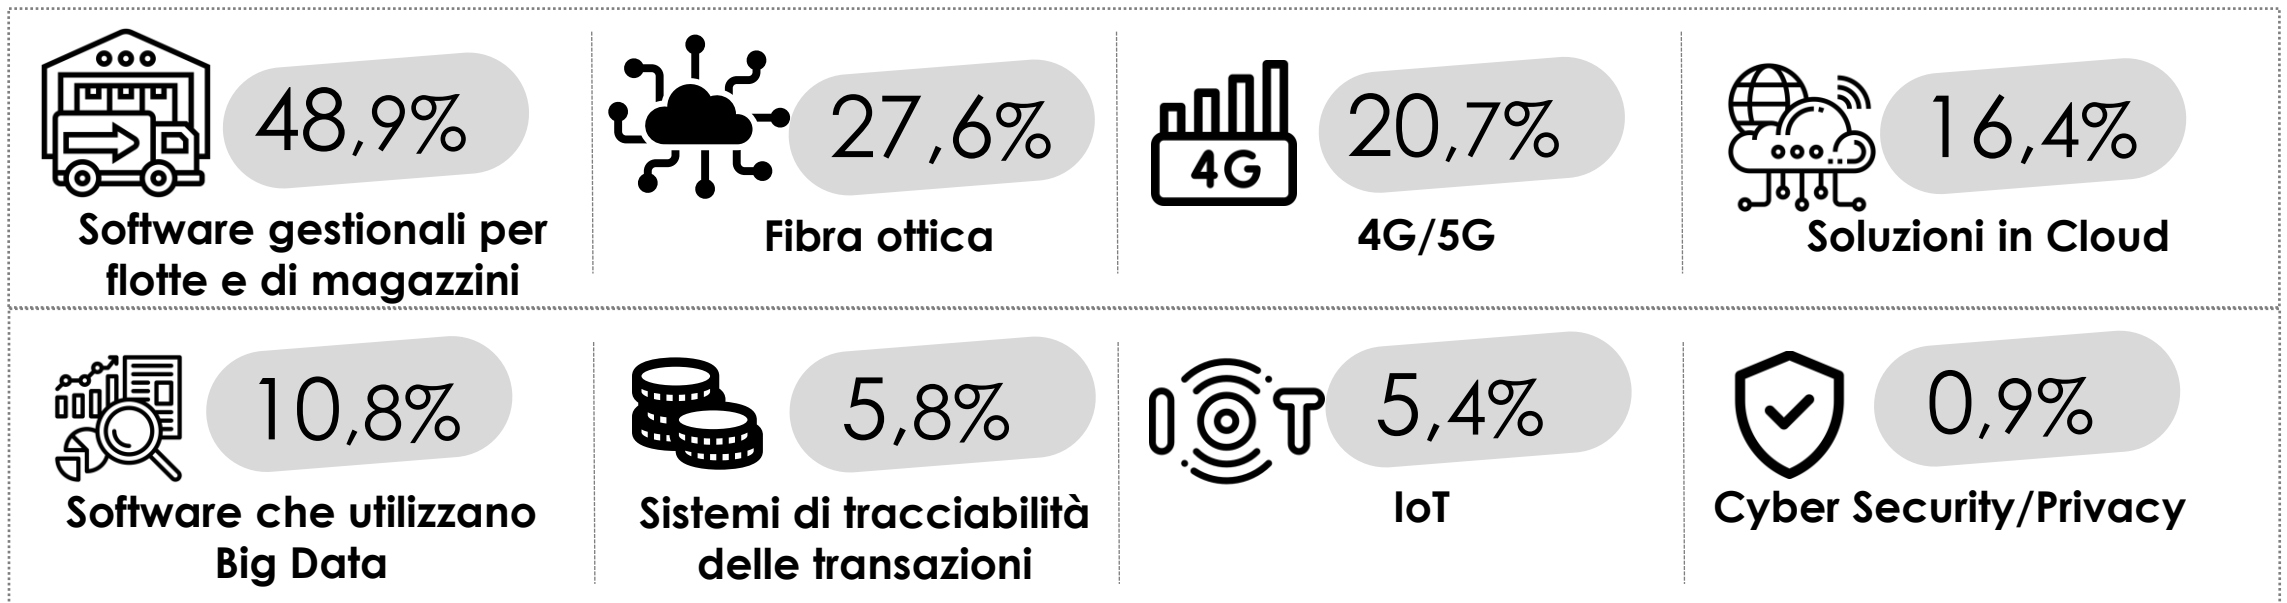 48,9%
Software gestionali per
flotte e di magazzini
27,6%
Fibra ottica
4G
20,7%
4G/5G
16,4%
Soluzioni in Cloud
10,8%
Software che utilizzano
Big Data
5,8%
Sistemi di tracciabilità
delle transazioni
IOT
5,4%
IoT
0,9%
Cyber Security/Privacy